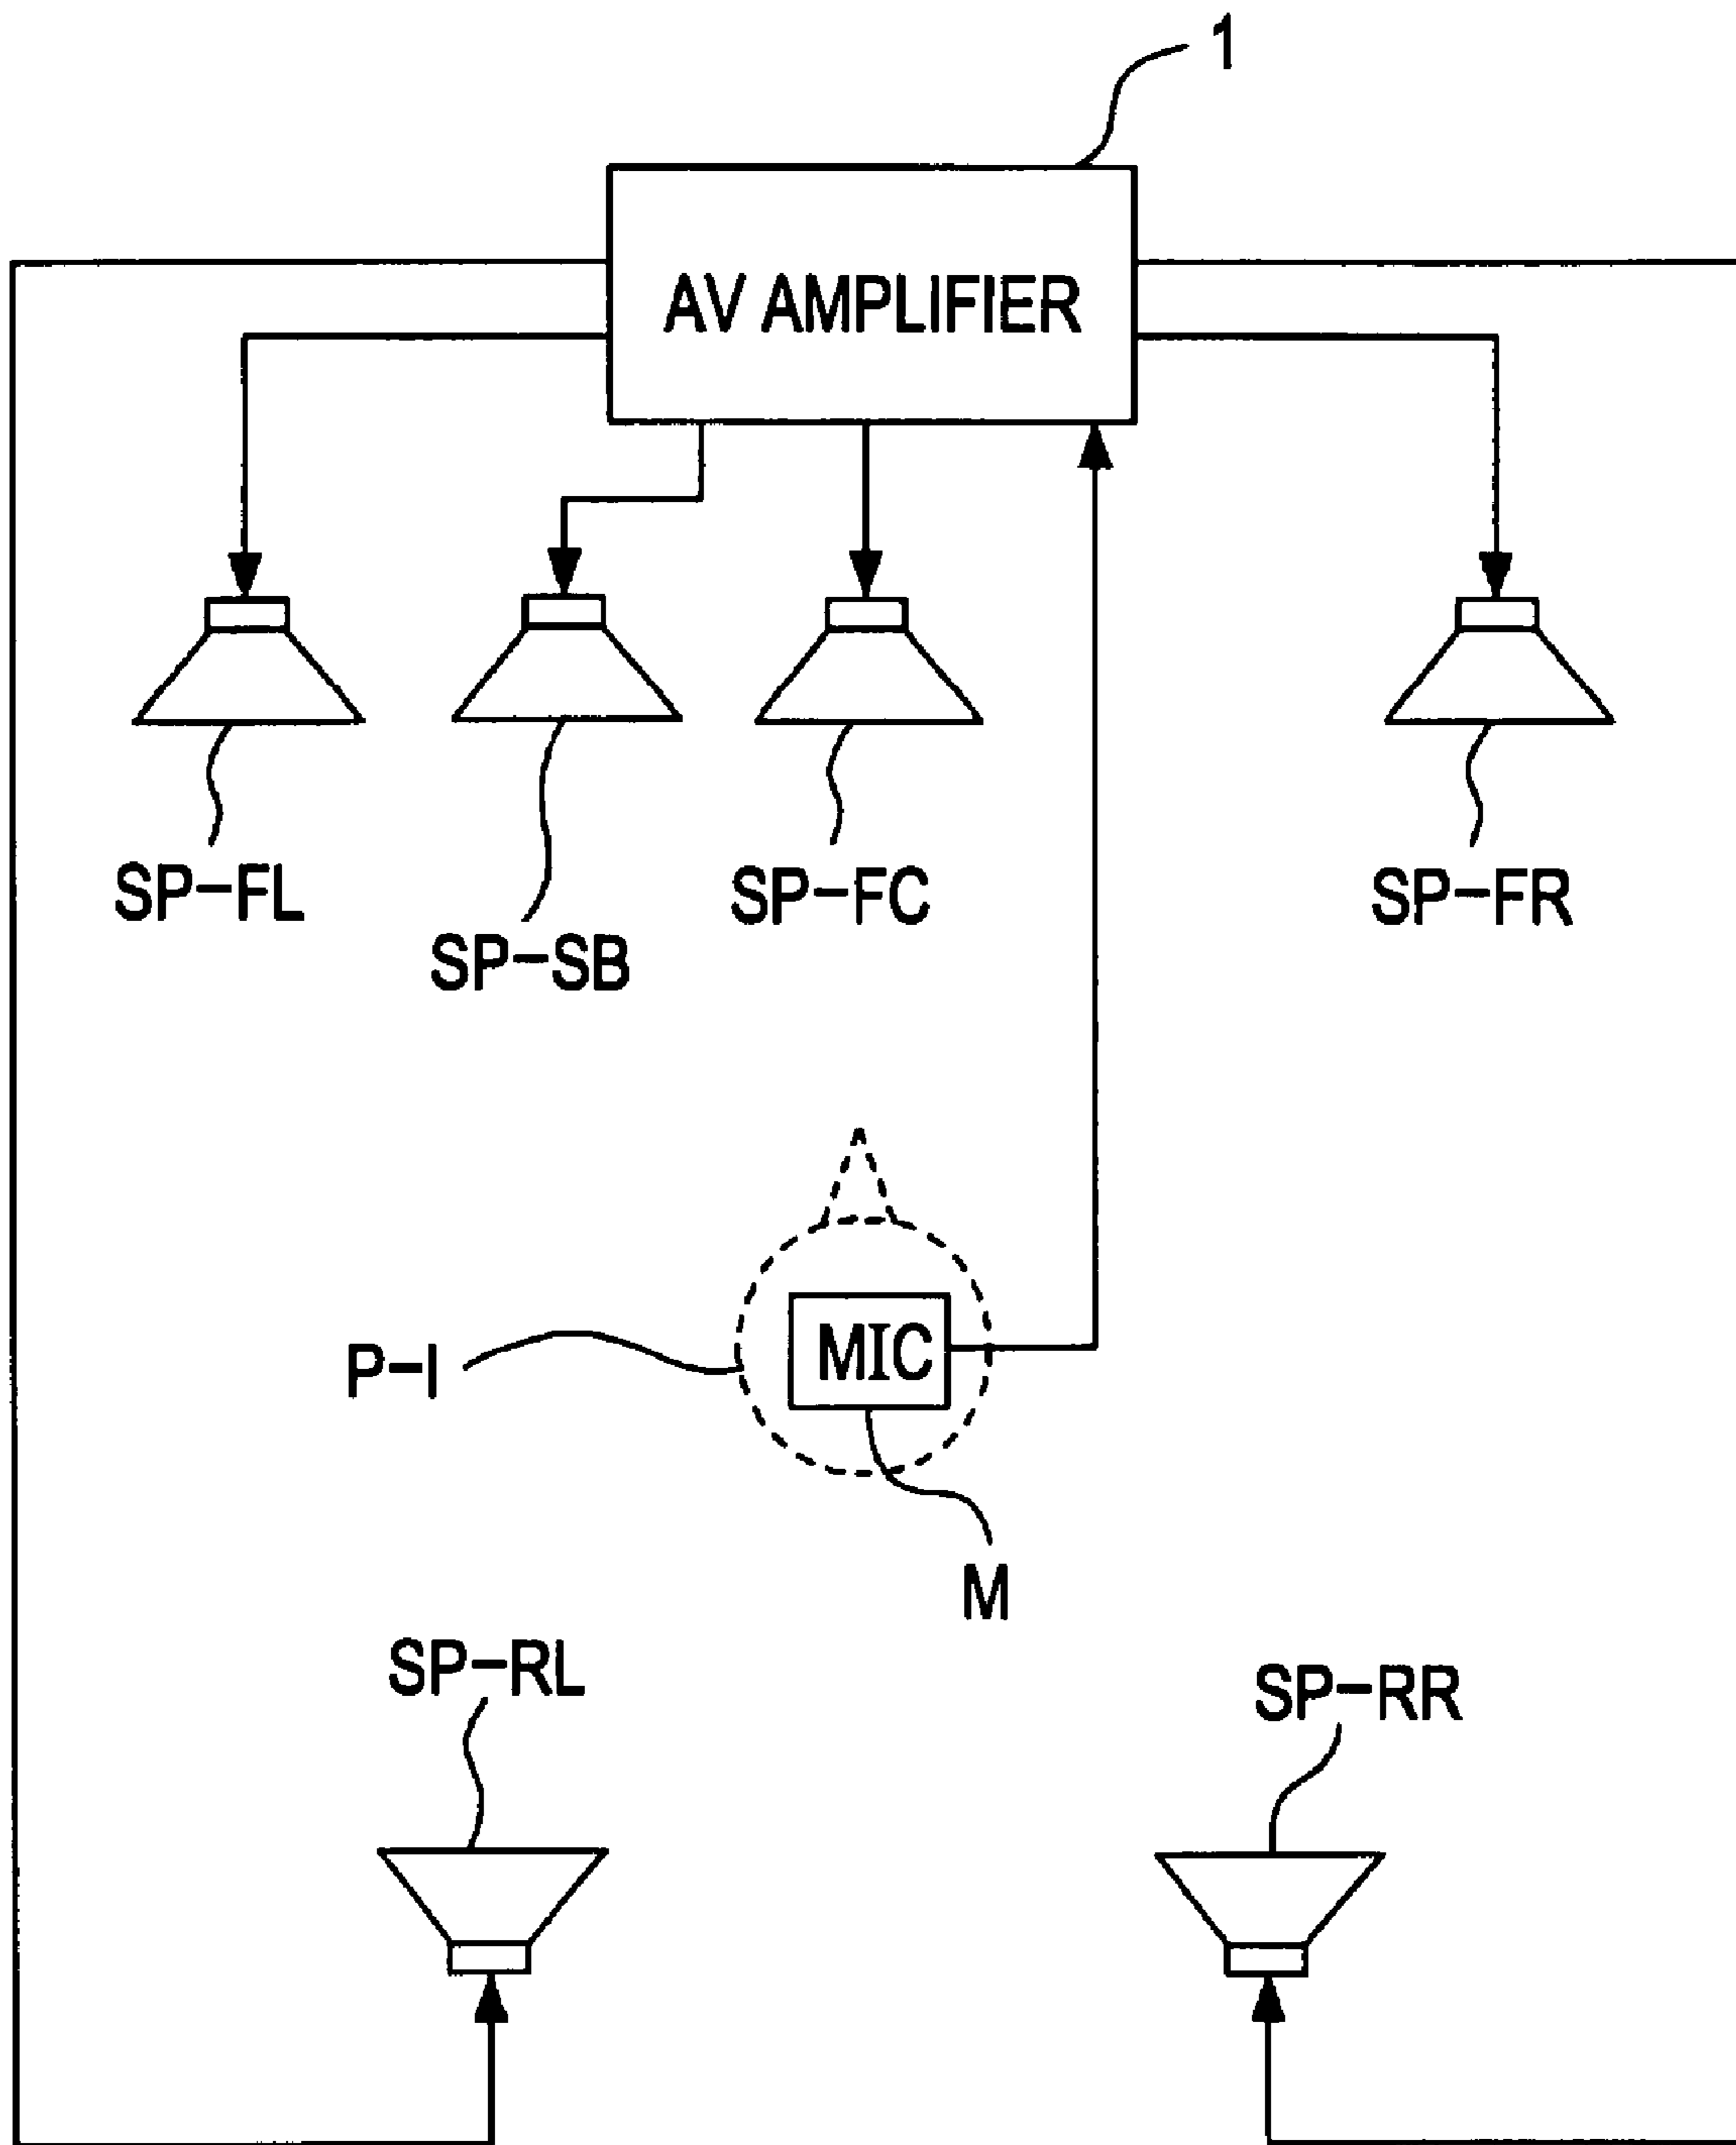 1
AV AMPLIFIER
SP-FL
SP-FC
SP-FR
SP-SB
P-I
MIC
M
SP-RL
SP-RR